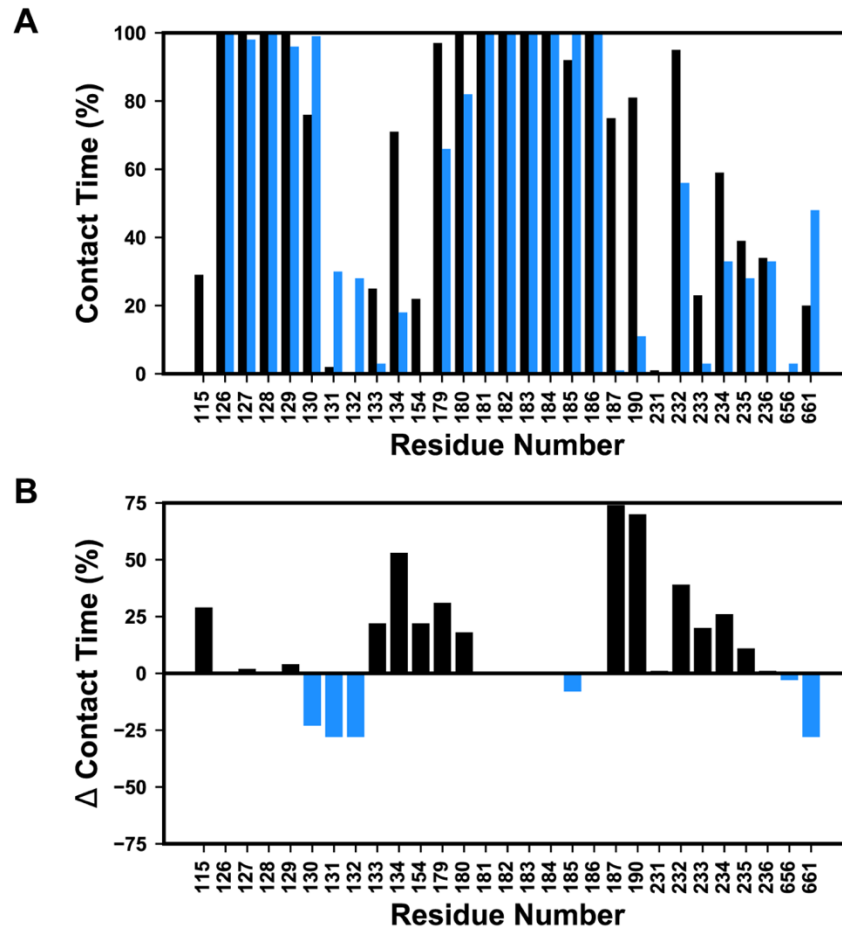 A
100
80
60
40
20
0
Contact Time (%)
115 126 127 128 129 130 131 132 133 134 154 179 180 181 182 183 184 185 186 187 190 231 232 233 234 235 236 656 661
Residue Number
B
75
50
25
0
−25
−50
−75
Δ Contact Time (%)
115 126 127 128 129 130 131 132 133 134 154 179 180 181 182 183 184 185 186 187 190 231 232 233 234 235 236 656 661
Residue Number